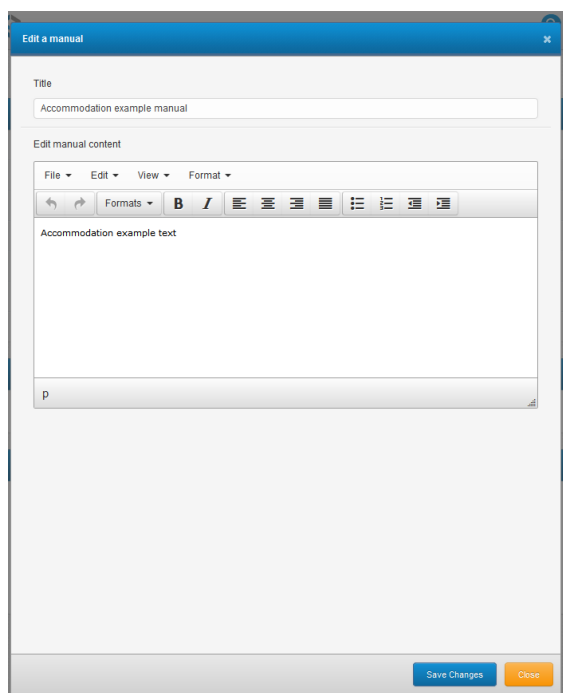 Edit a manual ×
Title
Accommodation example manual
Edit manual content
File Edit View Format
Formats B I
Accommodation example text
p
Save Changes Close